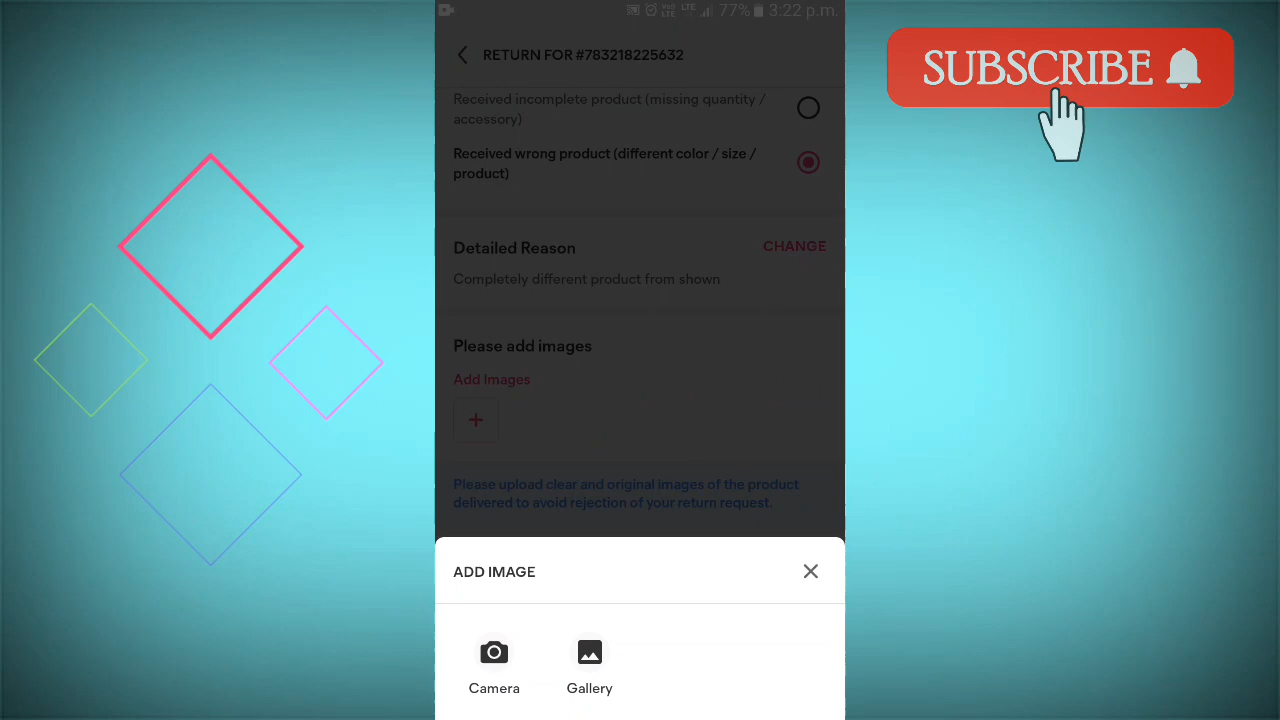 77% 3:22 p.m.
SUBSCRIBE
RETURN FOR #783218225632
Received incomplete product (missing quantity /
accessory)
Received wrong product (different color / size /
product)
Detailed Reason
CHANGE
Completely different product from shown
Please add images
Add Images
+
Please upload clear and original images of the product
delivered to avoid rejection of your return request.
ADD IMAGE
Camera
Gallery